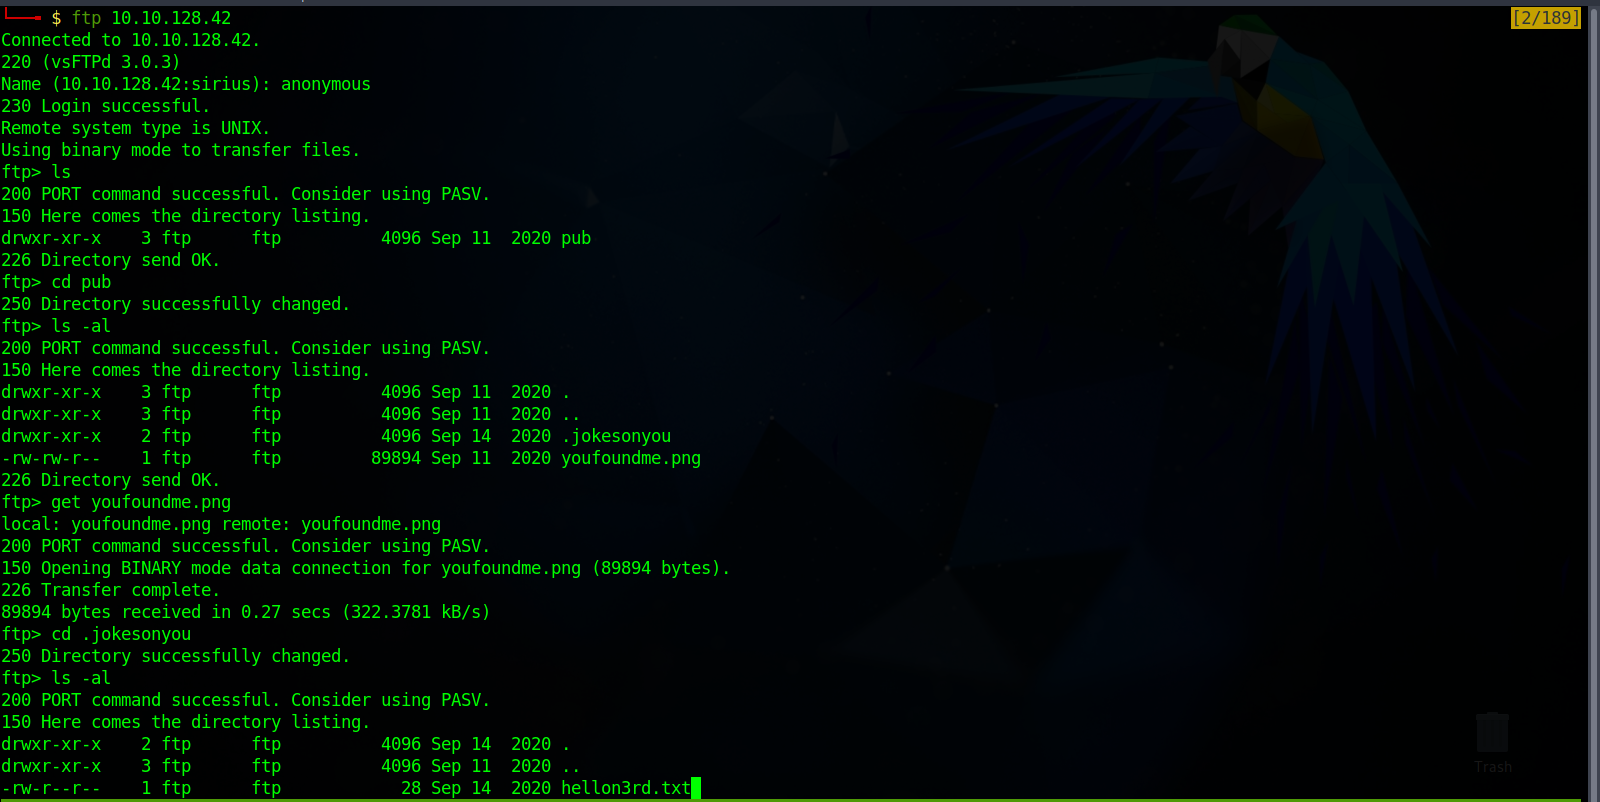 $ ftp 10.10.128.42 [2/189]
Connected to 10.10.128.42.
220 (vsFTPd 3.0.3)
Name (10.10.128.42:sirius): anonymous
230 Login successful.
Remote system type is UNIX.
Using binary mode to transfer files.
ftp> ls
200 PORT command successful. Consider using PASV.
150 Here comes the directory listing.
drwxr-xr-x    3 ftp      ftp          4096 Sep 11  2020 pub
226 Directory send OK.
ftp> cd pub
250 Directory successfully changed.
ftp> ls -al
200 PORT command successful. Consider using PASV.
150 Here comes the directory listing.
drwxr-xr-x    3 ftp      ftp          4096 Sep 11  2020 .
drwxr-xr-x    3 ftp      ftp          4096 Sep 11  2020 ..
drwxr-xr-x    2 ftp      ftp          4096 Sep 14  2020 .jokesonyou
-rw-rw-r--    1 ftp      ftp         89894 Sep 11  2020 youfoundme.png
226 Directory send OK.
ftp> get youfoundme.png
local: youfoundme.png remote: youfoundme.png
200 PORT command successful. Consider using PASV.
150 Opening BINARY mode data connection for youfoundme.png (89894 bytes).
226 Transfer complete.
89894 bytes received in 0.27 secs (322.3781 kB/s)
ftp> cd .jokesonyou
250 Directory successfully changed.
ftp> ls -al
200 PORT command successful. Consider using PASV.
150 Here comes the directory listing.
drwxr-xr-x    2 ftp      ftp          4096 Sep 14  2020 .
drwxr-xr-x    3 ftp      ftp          4096 Sep 11  2020 ..
-rw-r--r--    1 ftp      ftp            28 Sep 14  2020 hellon3rd.txt
Trash